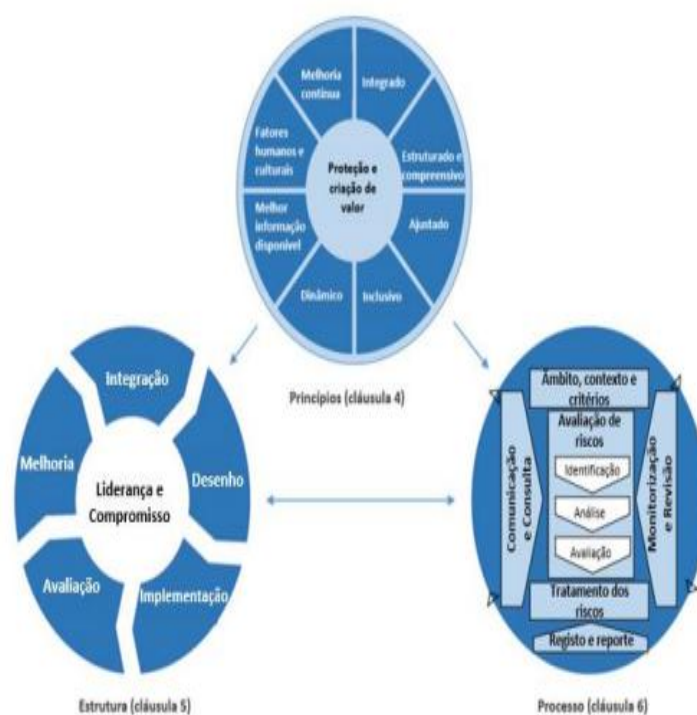 Melhoria
contínua
Integrado
Fatores
humanos e
culturais
Estruturado e
compreensivo
Proteção e
criação de
valor
Melhor
informação
disponível
Ajustado
Dinâmico
Inclusivo
Princípios (cláusula 4)
Integração
Melhoria
Desenho
Liderança e
Compromisso
Avaliação
Implementação
Estrutura (cláusula 5)
Âmbito, contexto e
critérios
Avaliação de
riscos
Identificação
Análise
Avaliação
Comunicação
e Consulta
Monitorização
e Revisão
Tratamento dos
riscos
Registo e reporte
Processo (cláusula 6)